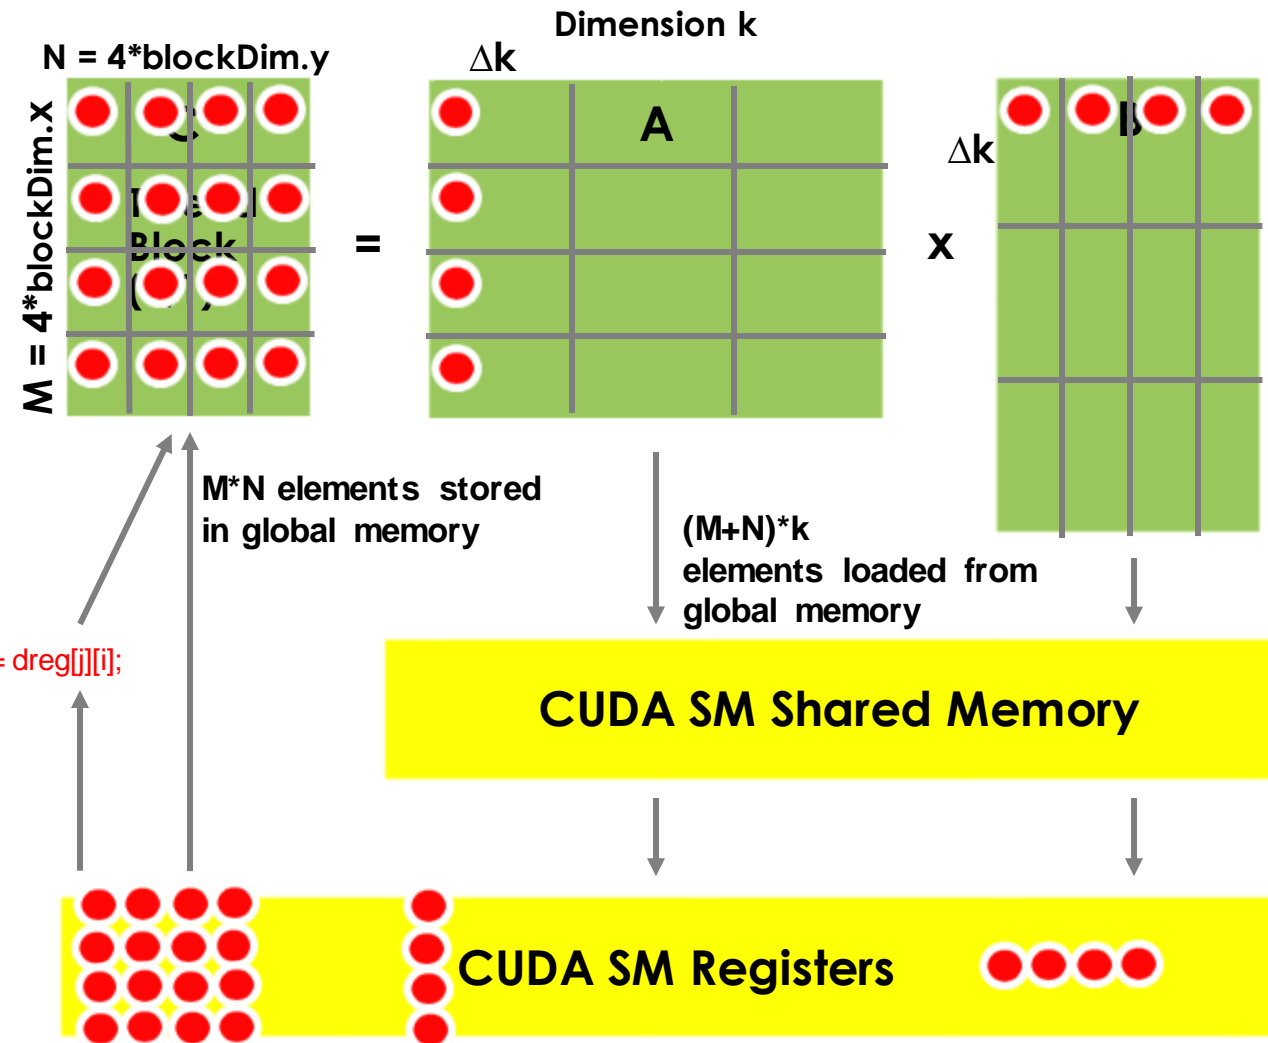 Dimension k
N = 4*blockDim.y
Δk
M = 4*blockDim.x
A
B
Δk
Block
=
x
M*N elements stored
in global memory
(M+N)*k
elements loaded from
global memory
= dreg[j][i];
CUDA SM Shared Memory
CUDA SM Registers